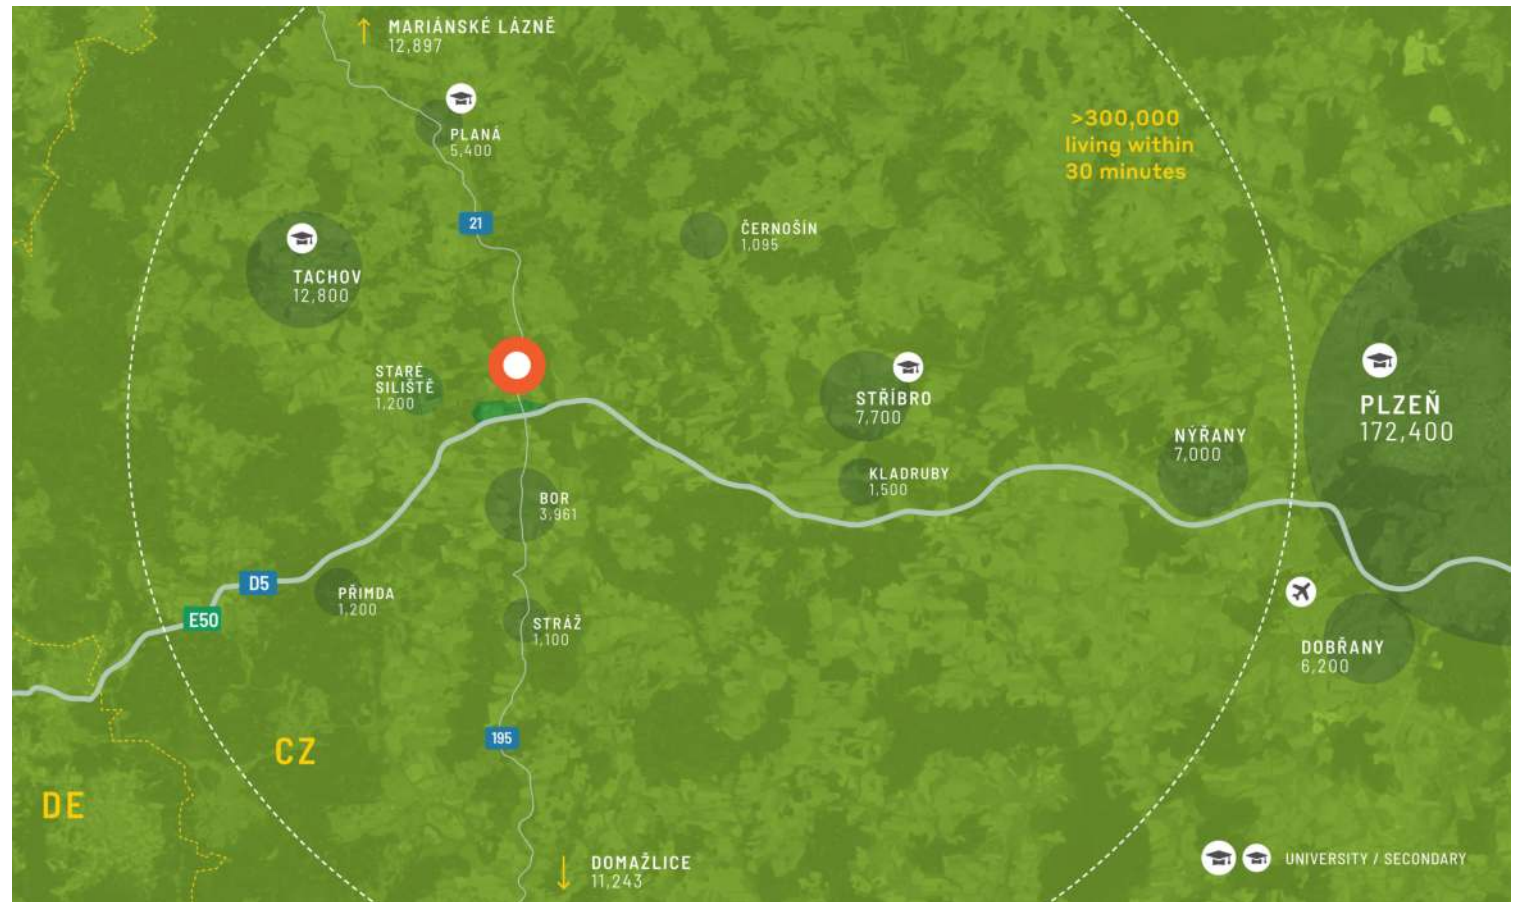 MARIÁNSKÉ LÁZNĚ
12,897
PLANÁ
5,400
>300,000
living within
30 minutes
21
ČERNOŠÍN
1,095
TACHOV
12,800
STARÉ
SILIŠTĚ
1,200
STŘÍBRO
7,700
PLZEŇ
172,400
NÝŘANY
7,000
KLADRUBY
1,500
BOR
3,961
D5
PŘIMDA
1,200
E50
STRÁŽ
1,100
DOBŘANY
6,200
195
CZ
DE
DOMAŽLICE
11,243
UNIVERSITY / SECONDARY